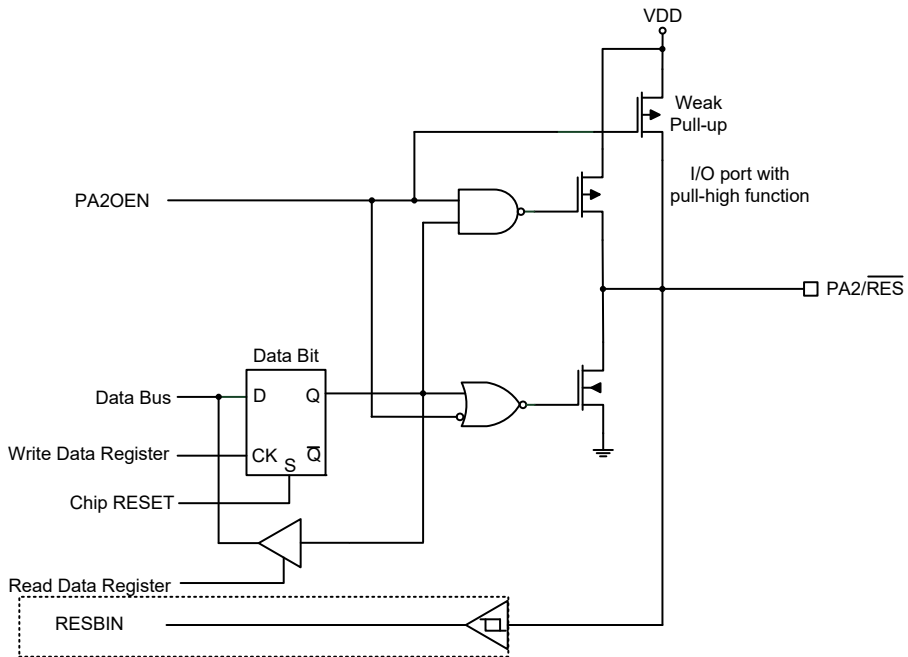 VDD
Weak
Pull-up
I/O port with
pull-high function
PA2OEN
PA2/R̅E̅S̅
Data Bit
Data Bus
D
Q
Write Data Register
CK
S
Q̅
Chip RESET
Read Data Register
RESBIN